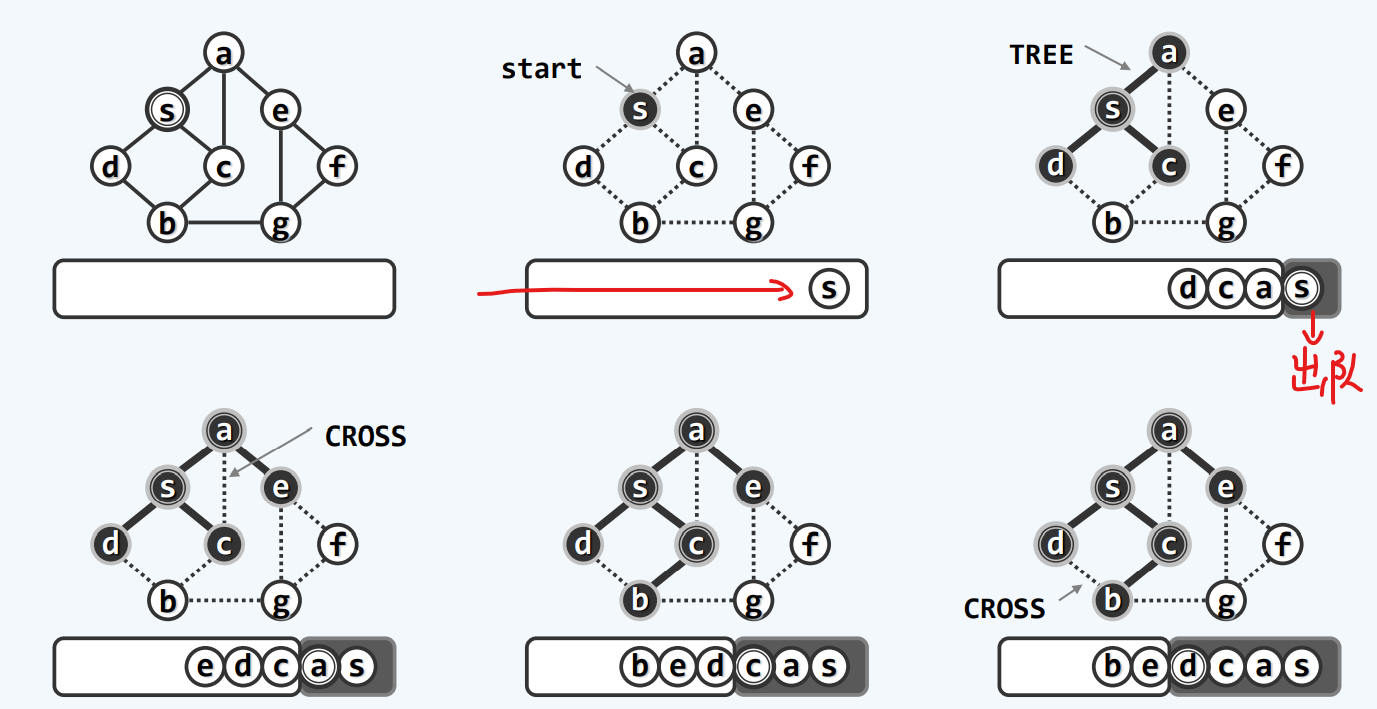 a
s e
d c f
b g
start
a
s e
d c f
b g
s
TREE
a
s e
d c f
b g
d c a s
出队
CROSS
a
s e
d c f
b g
e d c a s
a
s e
d c f
b g
b e d c a s
a
s e
d c f
CROSS
b g
b e d c a s